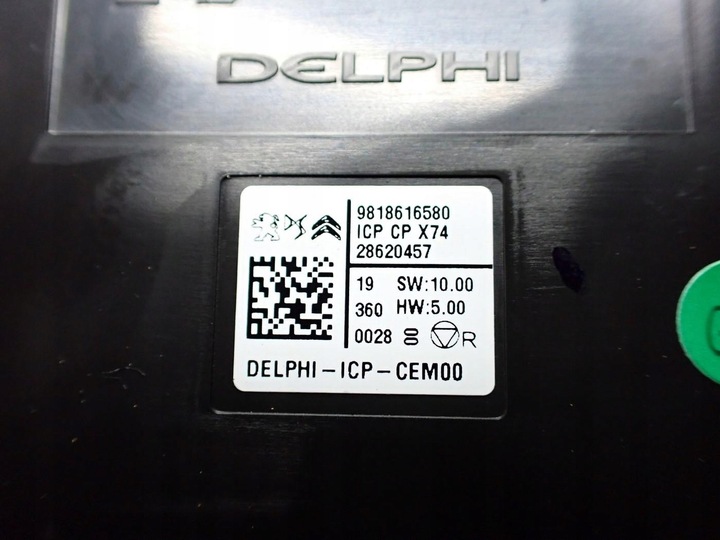 DELPHI
9818616580
ICP CP X74
28620457
19 SW:10.00
360 HW:5.00
0028 R
DELPHI-ICP-CEM00